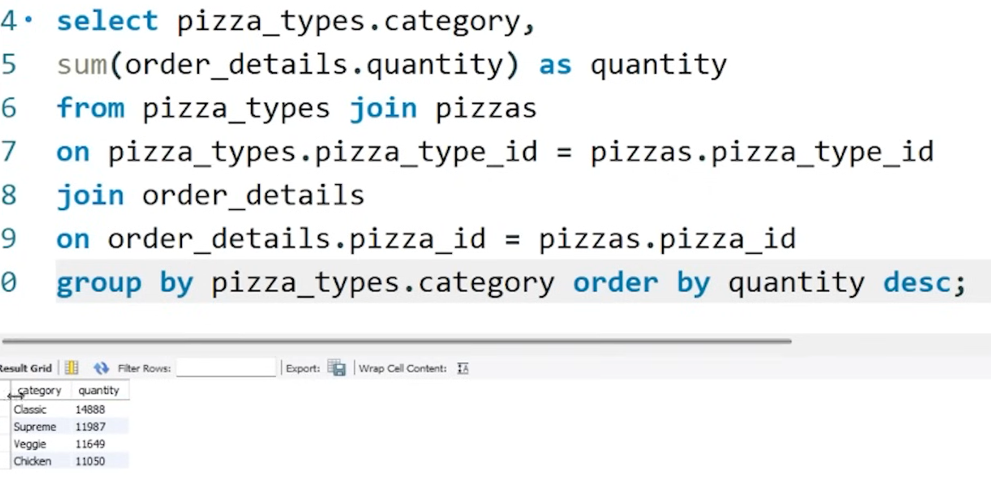 4 select pizza_types.category,
5 sum(order_details.quantity) as quantity
6 from pizza_types join pizzas
7 on pizza_types.pizza_type_id = pizzas.pizza_type_id
8 join order_details
9 on order_details.pizza_id = pizzas.pizza_id
0 group by pizza_types.category order by quantity desc;
Result Grid Filter Rows: Export: Wrap Cell Content: IA
category quantity
Classic 14888
Supreme 11987
Veggie 11649
Chicken 11050